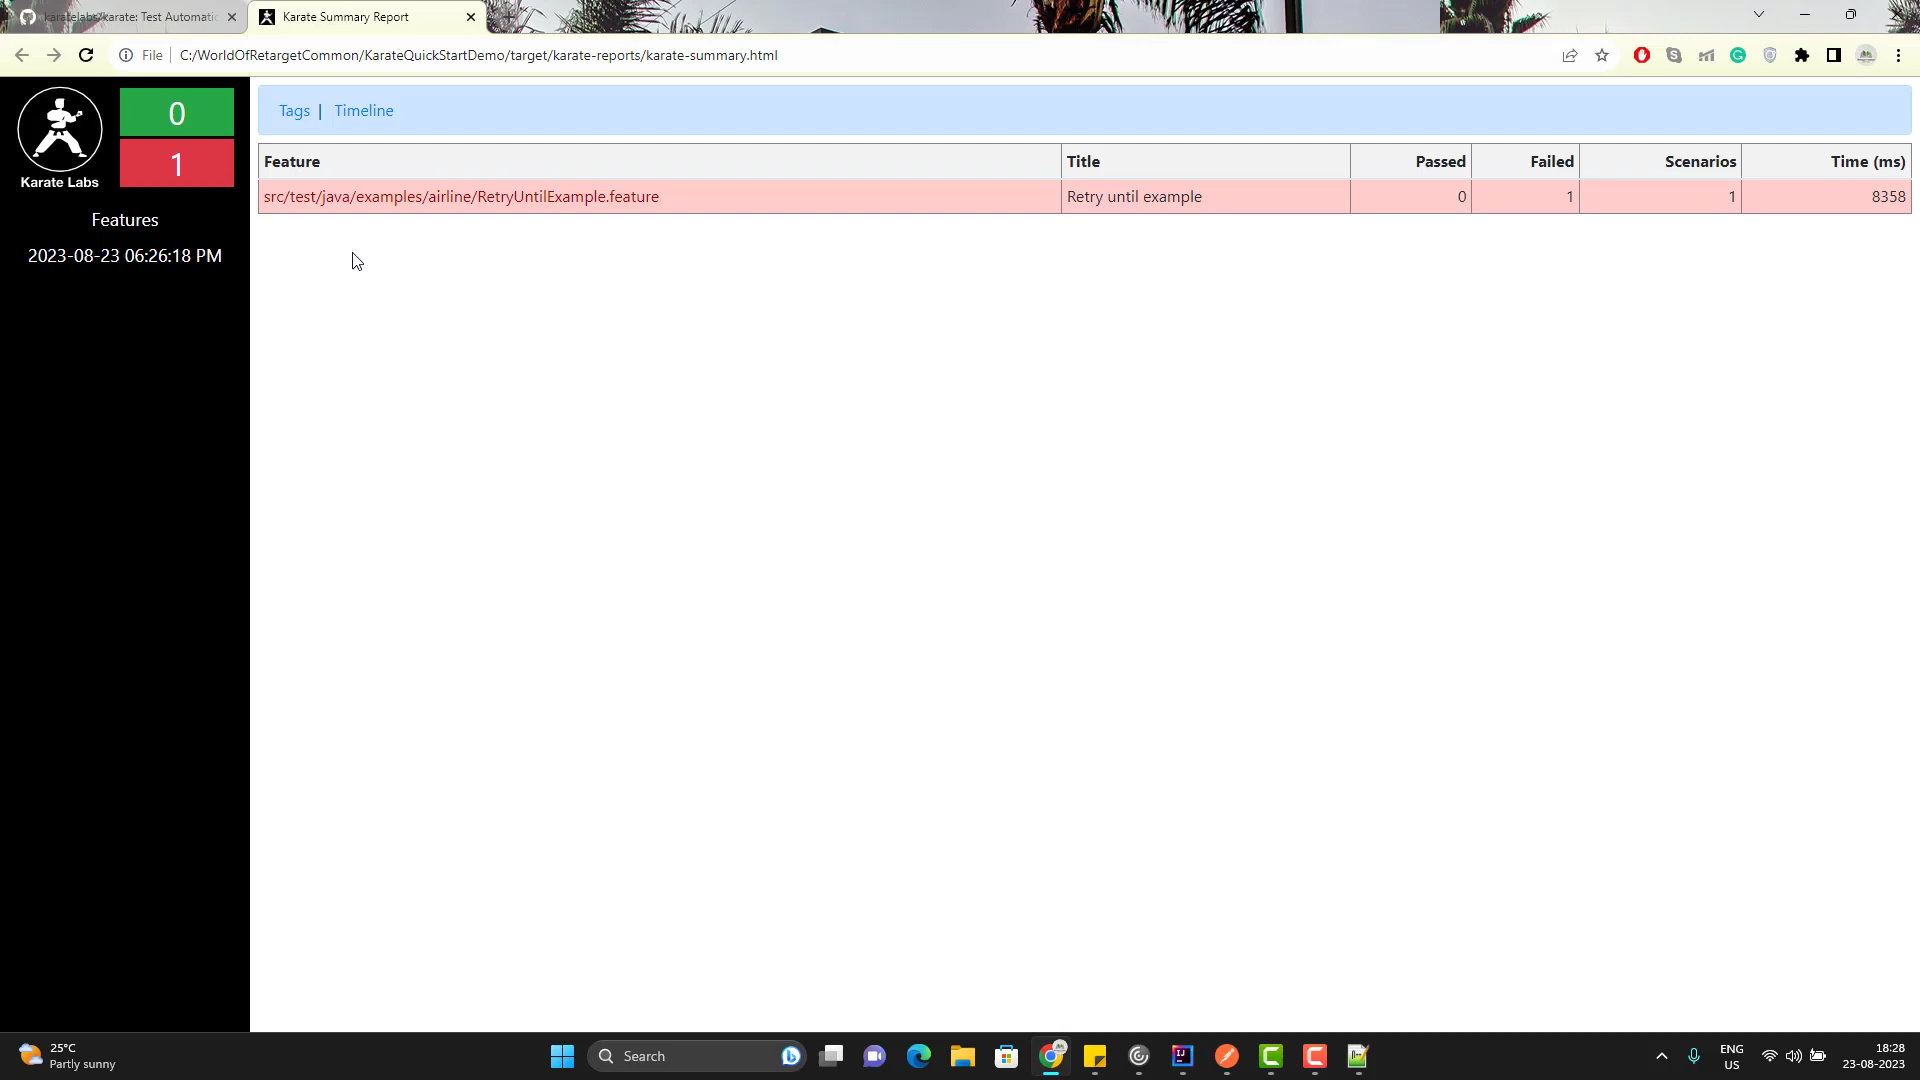 karatelabs/karate: Test Automatic
Karate Summary Report
File
C:/WorldOfRetargetCommon/KarateQuickStartDemo/target/karate-reports/karate-summary.html
0
1
Karate Labs
Features
2023-08-23 06:26:18 PM
Tags | Timeline
Feature Title Passed Failed Scenarios Time (ms)
src/test/java/examples/airline/RetryUntilExample.feature Retry until example 0 1 1 8358
25°C
Partly sunny
Search
ENG
US
18:28
23-08-2023